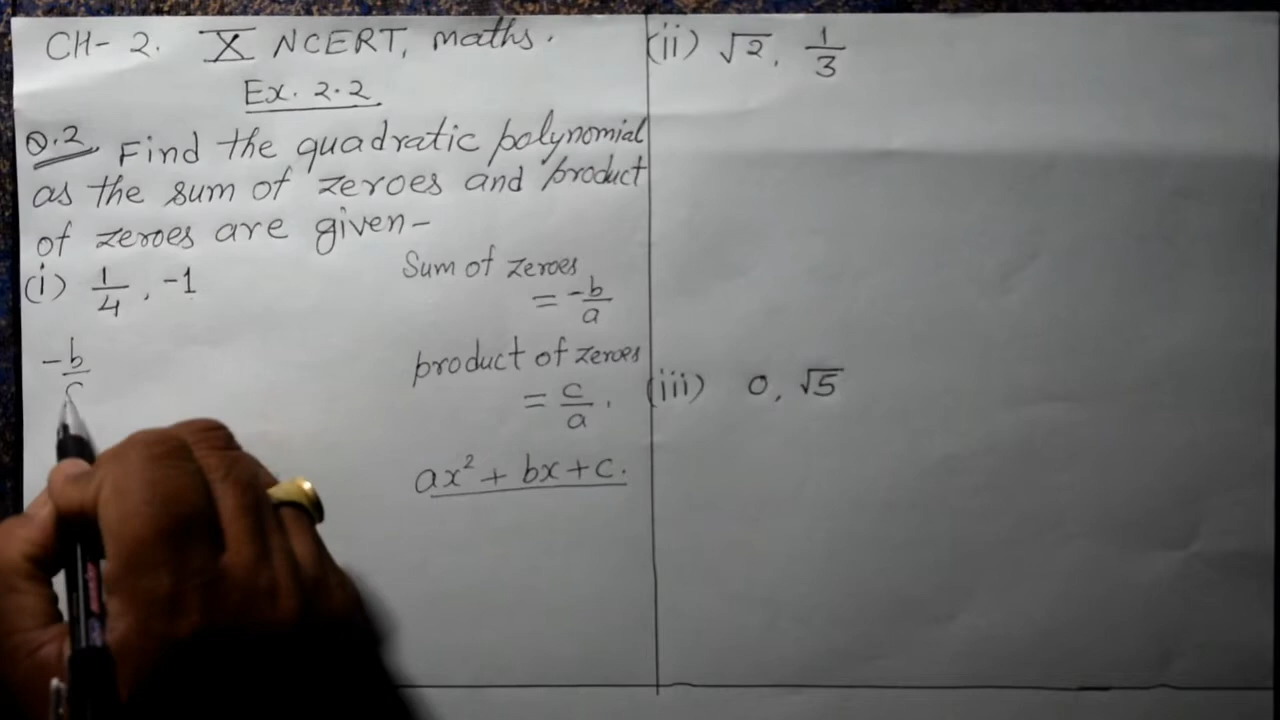 CH- 2. X NCERT, maths.
Ex. 2.2
Q.2. Find the quadratic polynomial
as the sum of zeroes and product
of zeroes are given-
(i) 1/4, -1
-b/
Sum of zeroes
= -b/a
product of zeroes
= c/a.
ax² + bx + c.
(ii) √2, 1/3
(iii) 0, √5